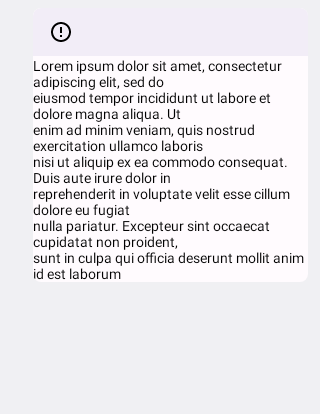 Lorem ipsum dolor sit amet, consectetur
adipiscing elit, sed do
eiusmod tempor incididunt ut labore et
dolore magna aliqua. Ut
enim ad minim veniam, quis nostrud
exercitation ullamco laboris
nisi ut aliquip ex ea commodo consequat.
Duis aute irure dolor in
reprehenderit in voluptate velit esse cillum
dolore eu fugiat
nulla pariatur. Excepteur sint occaecat
cupidatat non proident,
sunt in culpa qui officia deserunt mollit anim
id est laborum